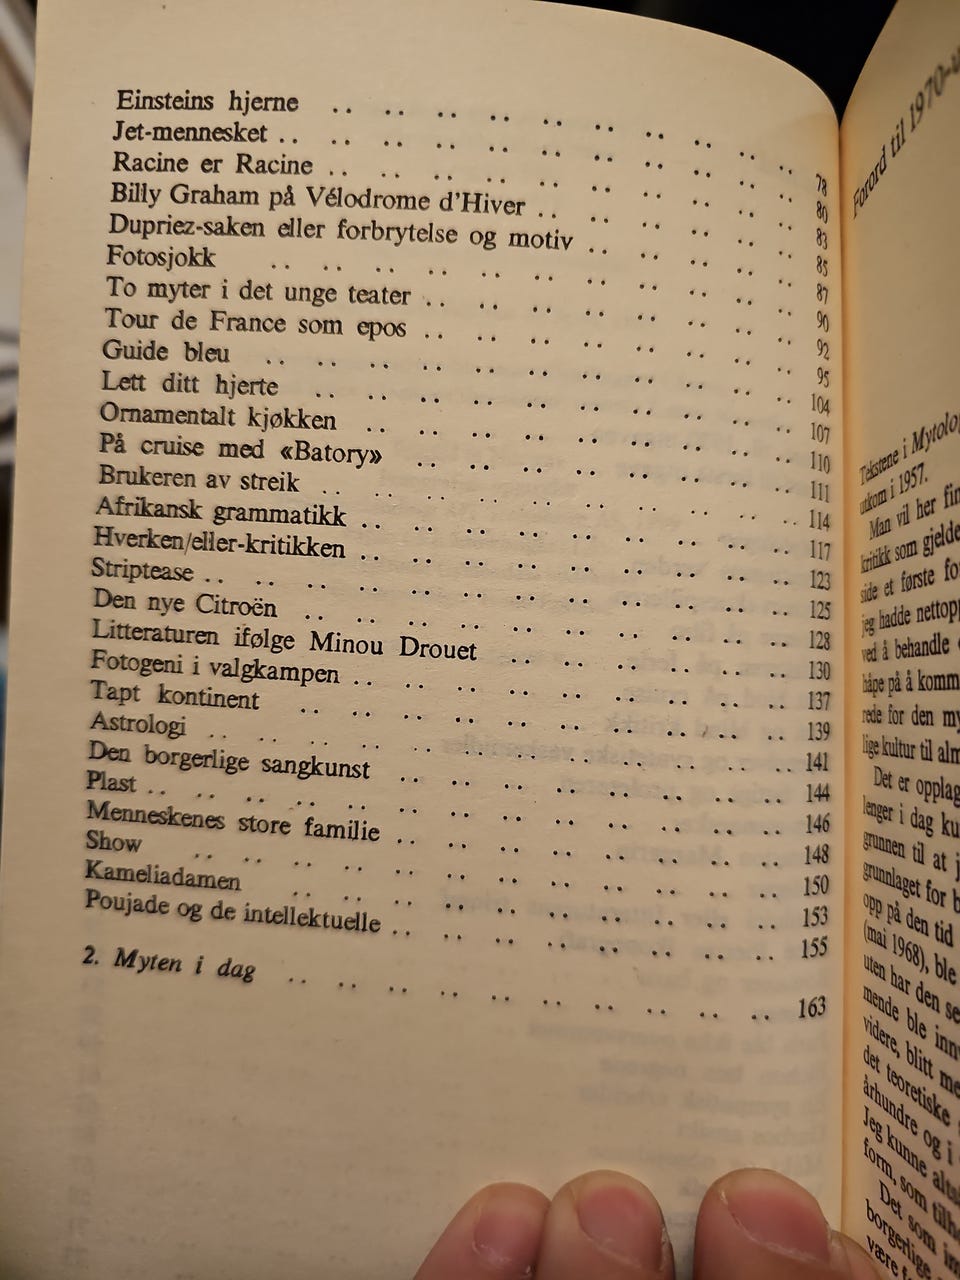 Einsteins hjerne .. .. .. .. .. .. .. .. .. .. 78
Jet-mennesket .. .. .. .. .. .. .. .. .. .. .. 80
Racine er Racine .. .. .. .. .. .. .. .. .. .. 83
Billy Graham på Vélodrome d'Hiver .. .. .. .. .. .. 85
Dupriez-saken eller forbrytelse og motiv .. .. .. .. .. 87
Fotosjokk .. .. .. .. .. .. .. .. .. .. .. 90
To myter i det unge teater .. .. .. .. .. .. .. .. 92
Tour de France som epos .. .. .. .. .. .. .. .. 95
Guide bleu .. .. .. .. .. .. .. .. .. .. .. 104
Lett ditt hjerte .. .. .. .. .. .. .. .. .. .. 107
Ornamentalt kjøkken .. .. .. .. .. .. .. .. .. 110
På cruise med «Batory» .. .. .. .. .. .. .. .. 111
Brukeren av streik .. .. .. .. .. .. .. .. .. .. 114
Afrikansk grammatikk .. .. .. .. .. .. .. .. .. 117
Hverken/eller-kritikken .. .. .. .. .. .. .. .. .. 123
Striptease .. .. .. .. .. .. .. .. .. .. .. .. 125
Den nye Citroën .. .. .. .. .. .. .. .. .. .. 128
Litteraturen ifølge Minou Drouet .. .. .. .. .. .. 130
Fotogeni i valgkampen .. .. .. .. .. .. .. .. .. 137
Tapt kontinent .. .. .. .. .. .. .. .. .. .. 139
Astrologi .. .. .. .. .. .. .. .. .. .. .. .. 141
Den borgerlige sangkunst .. .. .. .. .. .. .. .. 144
Plast .. .. .. .. .. .. .. .. .. .. .. .. .. 146
Menneskenes store familie .. .. .. .. .. .. .. .. 148
Show .. .. .. .. .. .. .. .. .. .. .. .. 150
Kameliadamen .. .. .. .. .. .. .. .. .. .. 153
Poujade og de intellektuelle .. .. .. .. .. .. .. .. 155
2. Myten i dag .. .. .. .. .. .. .. .. .. .. 163
Forord til 1970-u
Tekstene i Mytolo
utkom i 1957.
Man vil her fin
kritikk som gjelde
side et første fo
jeg hadde nettopp
ved å behandle
håpe på å komm
rede for den my
lige kultur til alm
Det er opplag
lenger i dag ku
grunnen til at j
grunnlaget for b
opp på den tid
(mai 1968), ble
uten har den se
mende ble inn
videre, blitt me
det teoretiske
århundre og i
Jeg kunne alts
form, som tilh
Det som im
borgerlige
være f